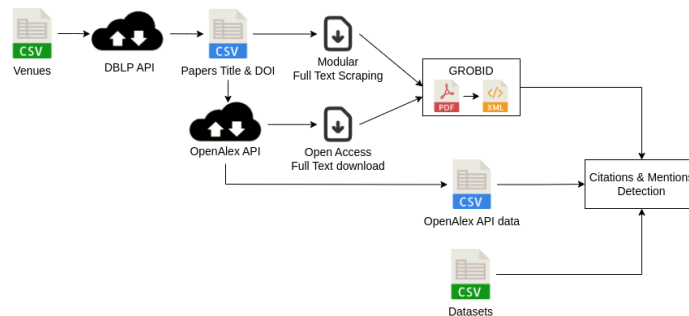 CSV
Venues
DBLP API
CSV
Papers Title & DOI
Modular
Full Text Scraping
GROBID
PDF
XML
OpenAlex API
Open Access
Full Text download
CSV
OpenAlex API data
Citations & Mentions
Detection
CSV
Datasets